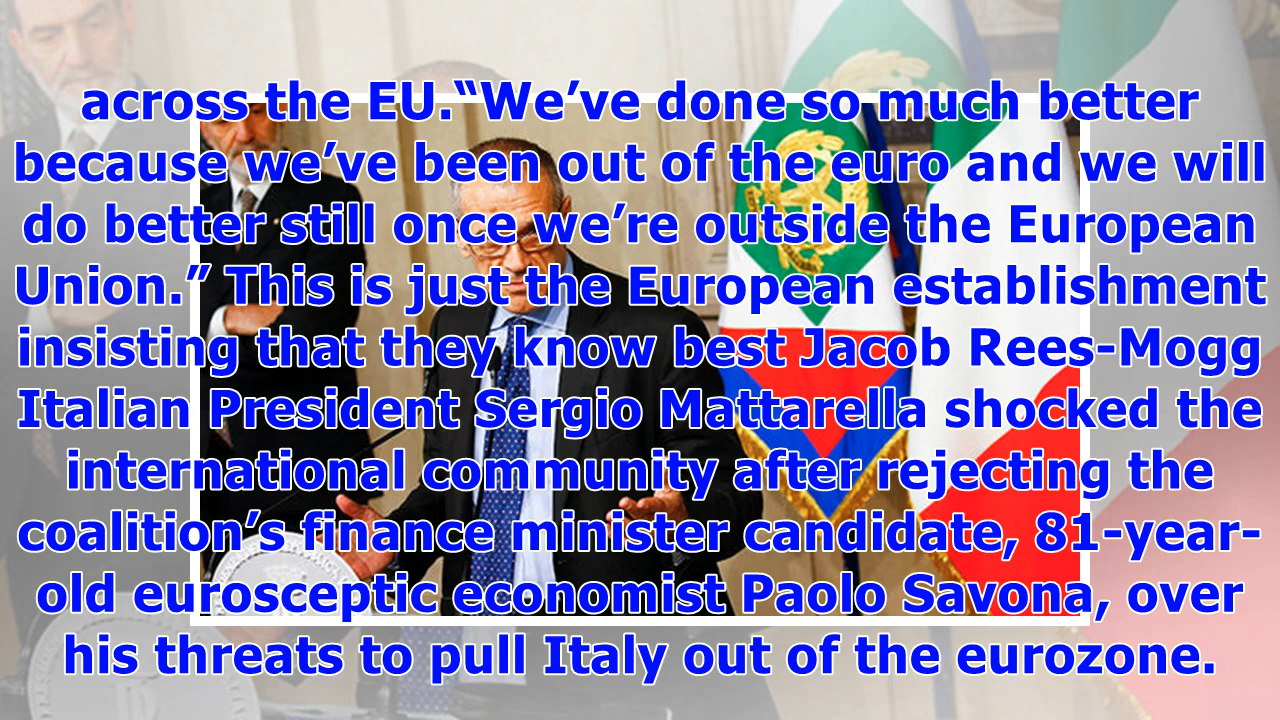 across the EU.“We’ve done so much better
because we’ve been out of the euro and we will
do better still once we’re outside the European
Union.” This is just the European establishment
insisting that they know best Jacob Rees-Mogg
Italian President Sergio Mattarella shocked the
international community after rejecting the
coalition’s finance minister candidate, 81-year-
old eurosceptic economist Paolo Savona, over
his threats to pull Italy out of the eurozone.